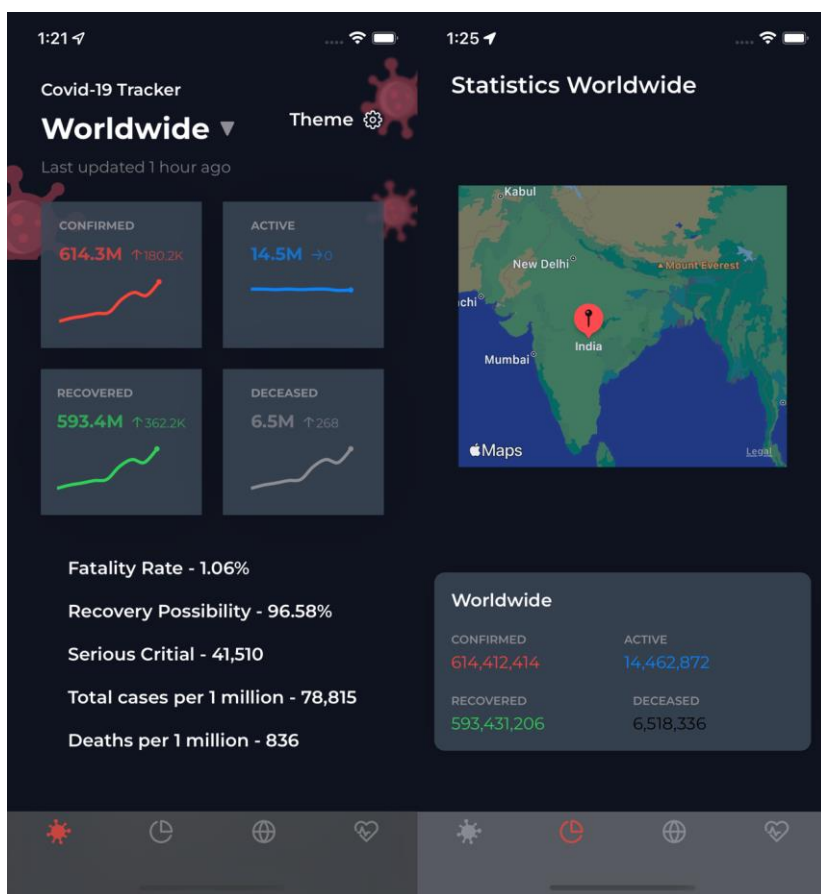 1:21
Covid-19 Tracker
Worldwide ▼
Theme
Last updated 1 hour ago
CONFIRMED
614.3M ↑180.2K
ACTIVE
14.5M →0
RECOVERED
593.4M ↑362.2K
DECEASED
6.5M ↑268
Fatality Rate - 1.06%
Recovery Possibility - 96.58%
Serious Critial - 41,510
Total cases per 1 million - 78,815
Deaths per 1 million - 836
1:25
Statistics Worldwide
Kabul
New Delhi
Mount Everest
chi
India
Mumbai
Maps
Legal
Worldwide
CONFIRMED
614,412,414
ACTIVE
14,462,872
RECOVERED
593,431,206
DECEASED
6,518,336